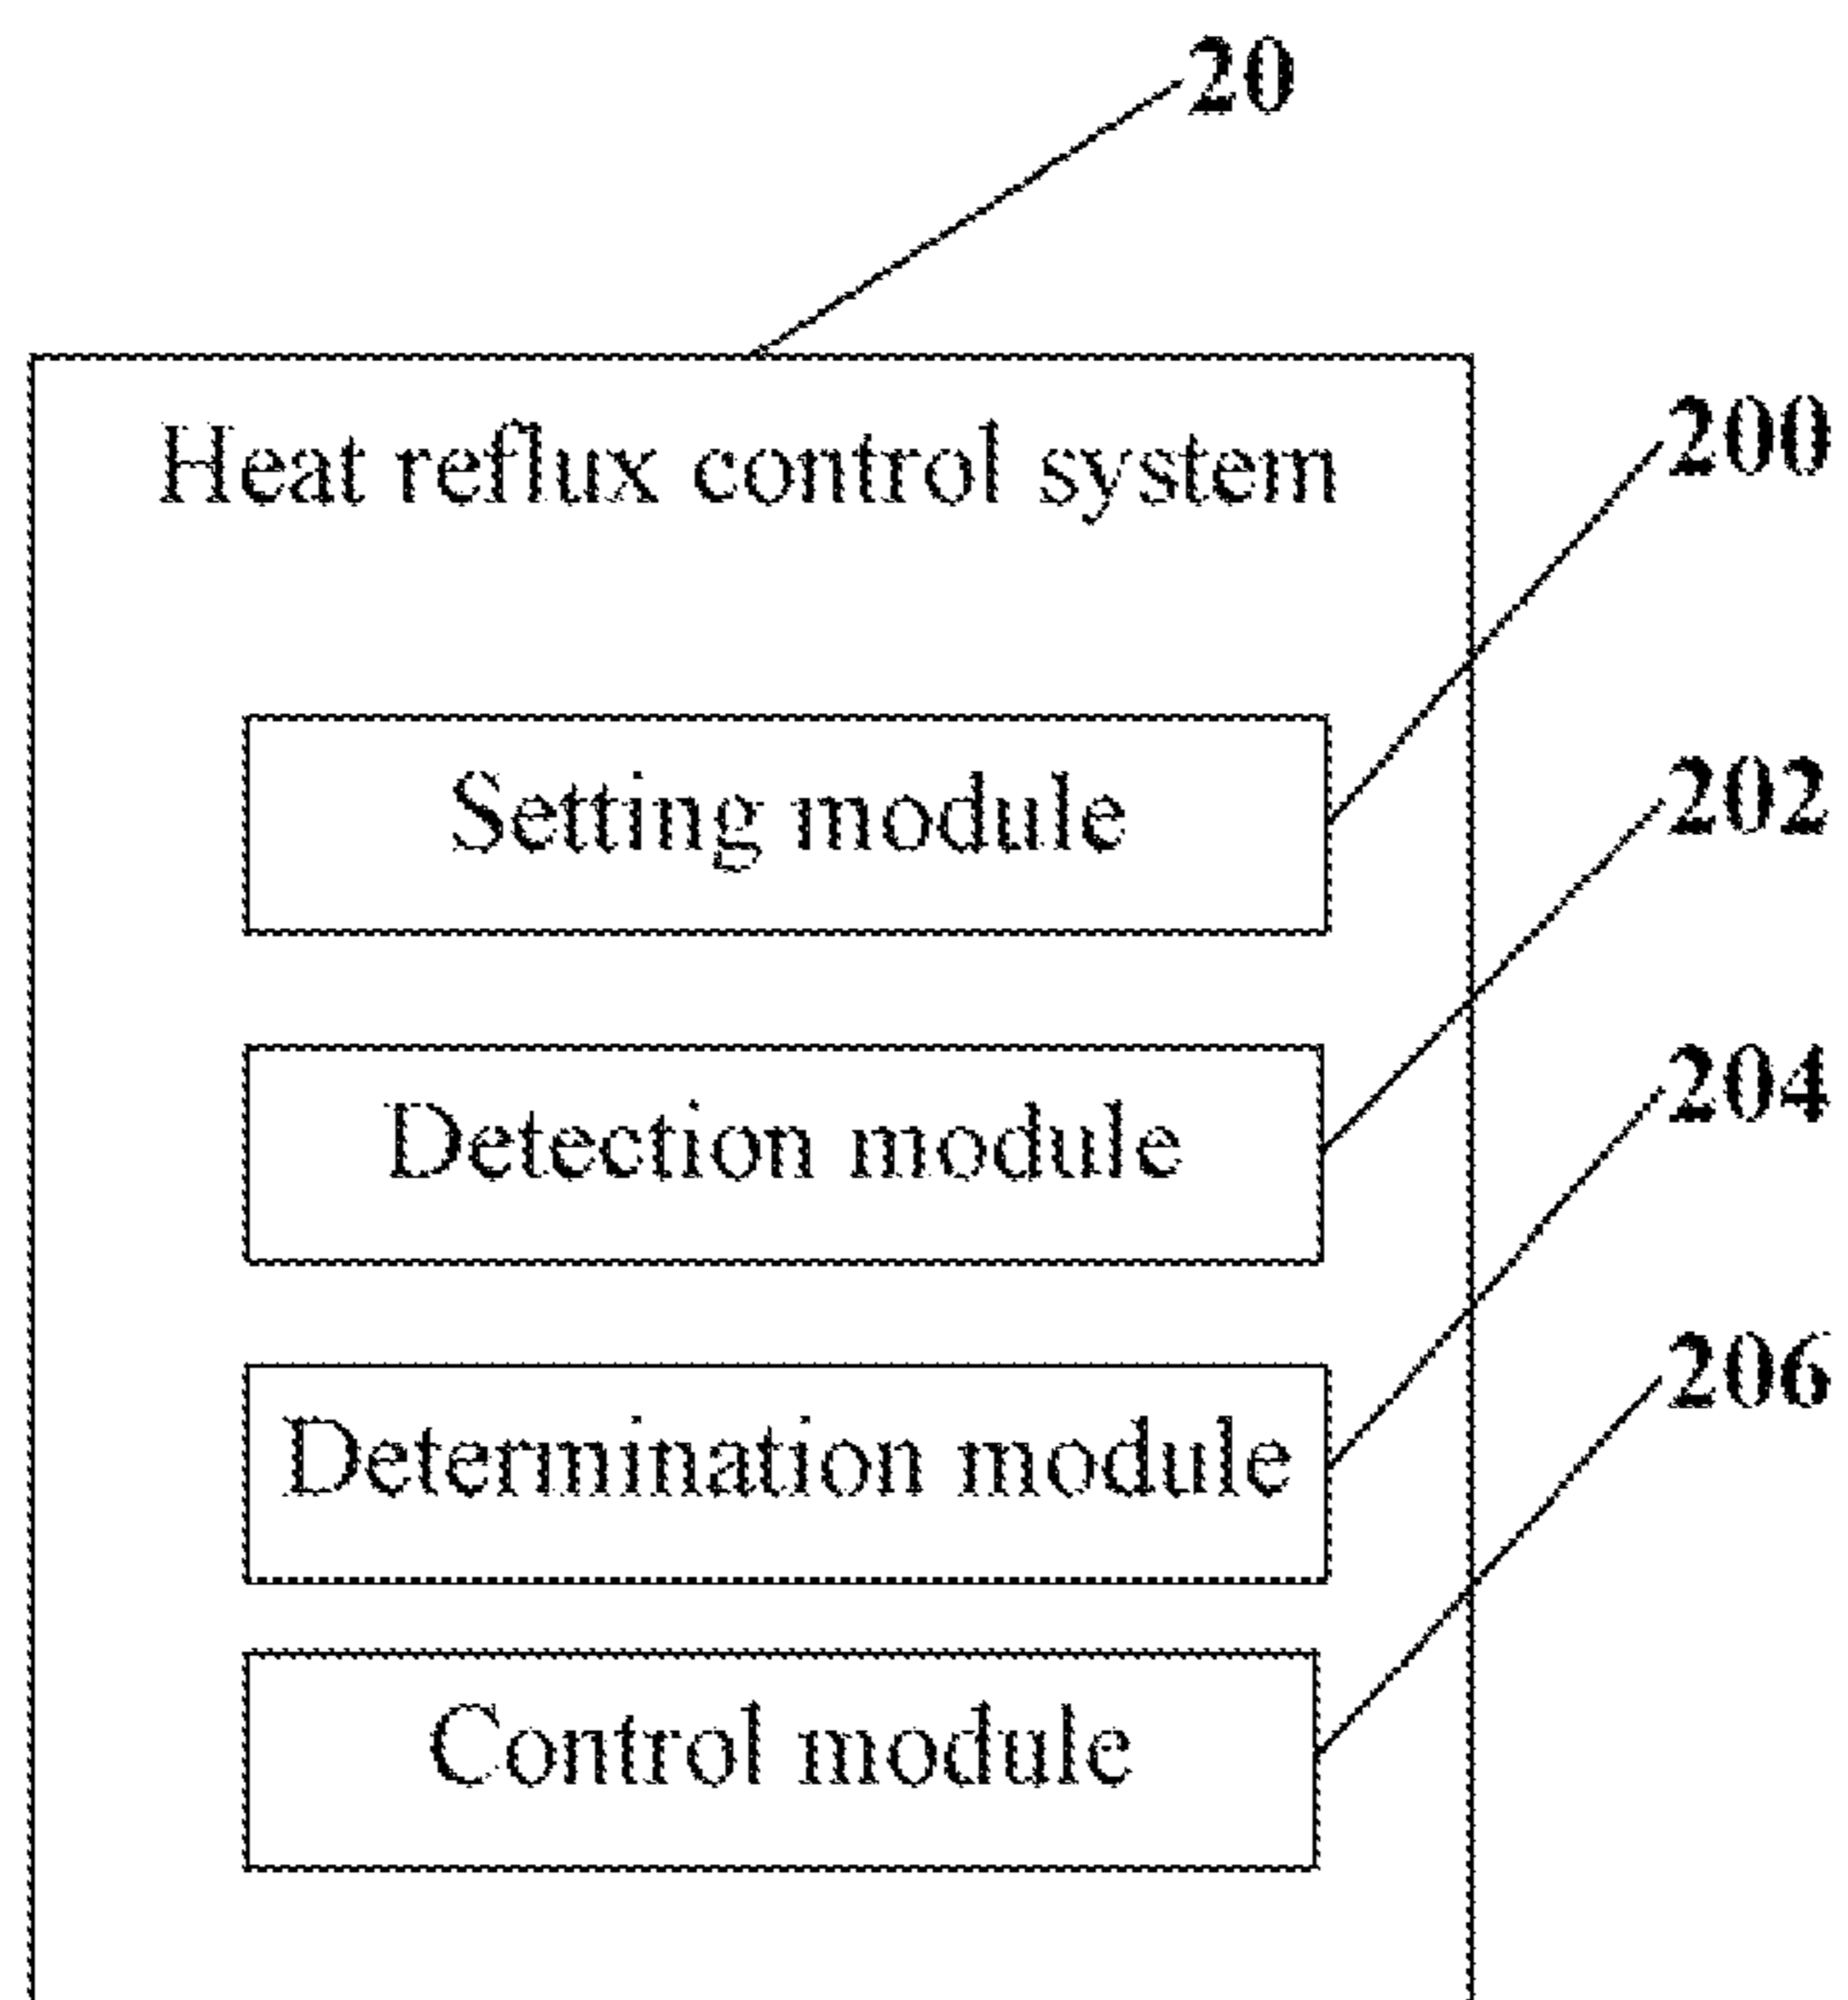 20
Heat reflux control system
200
Setting module
202
Detection module
204
Determination module
206
Control module